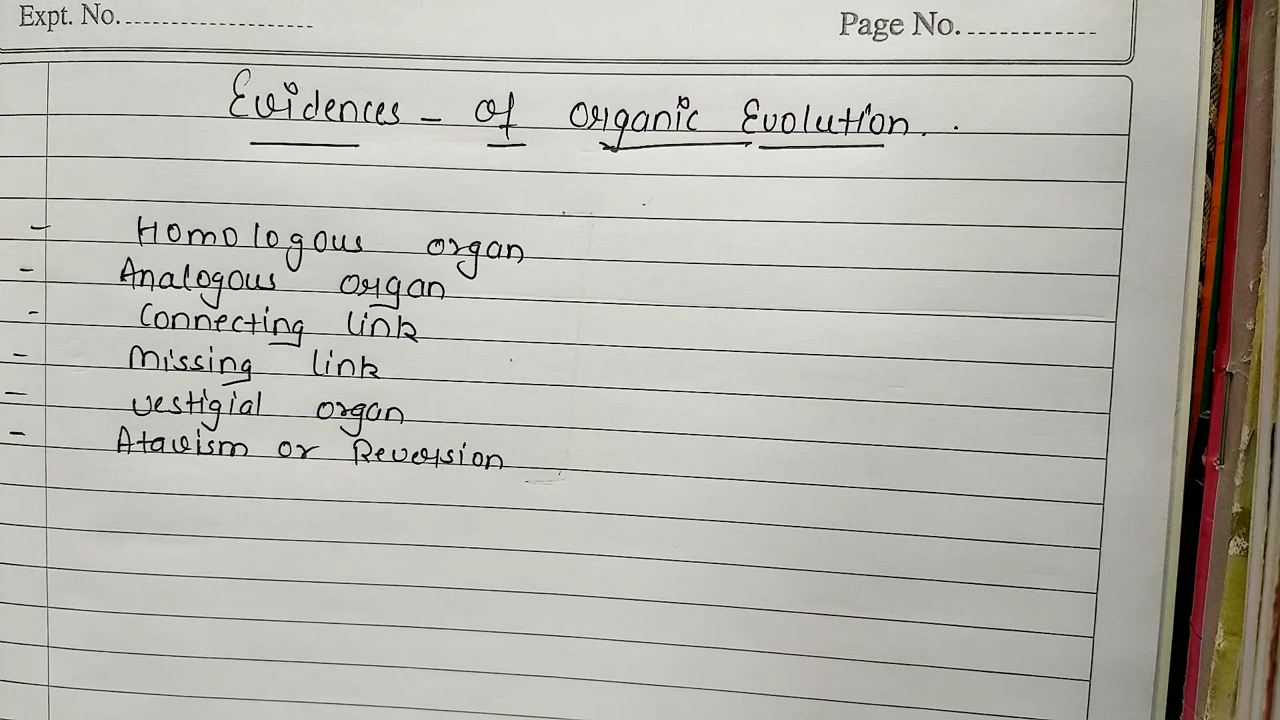 Expt. No.....................
Page No.............
Evidences - of organic Evolution.
- Homologous organ
- Analogous organ
- Connecting link
- Missing link
- vestigial organ
- Atavism or Reversion